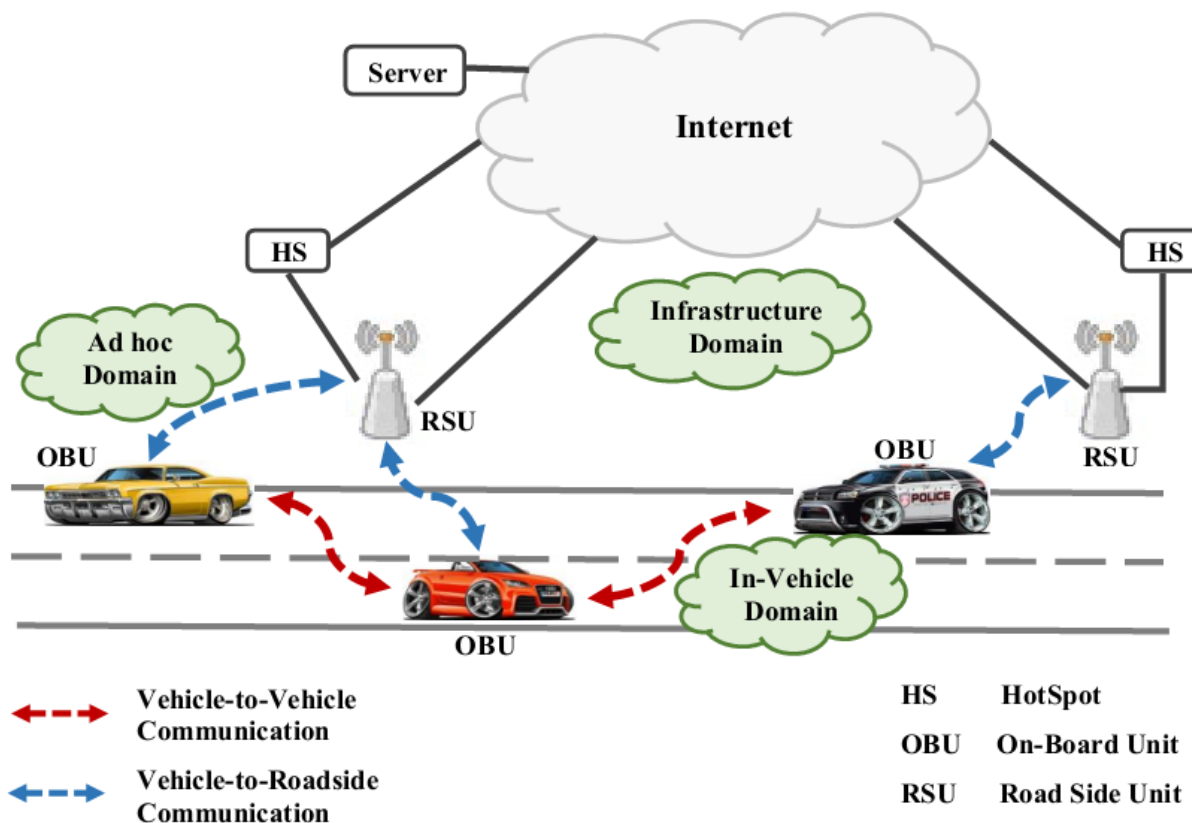 Server
Internet
HS
HS
Ad hoc
Domain
Infrastructure
Domain
RSU
OBU
OBU
RSU
POLICE
In-Vehicle
Domain
OBU
Vehicle-to-Vehicle
Communication
Vehicle-to-Roadside
Communication
HS HotSpot
OBU On-Board Unit
RSU Road Side Unit